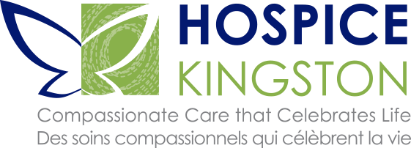 HOSPICE
KINGSTON
Compassionate Care that Celebrates Life
Des soins compassionnels qui célèbrent la vie